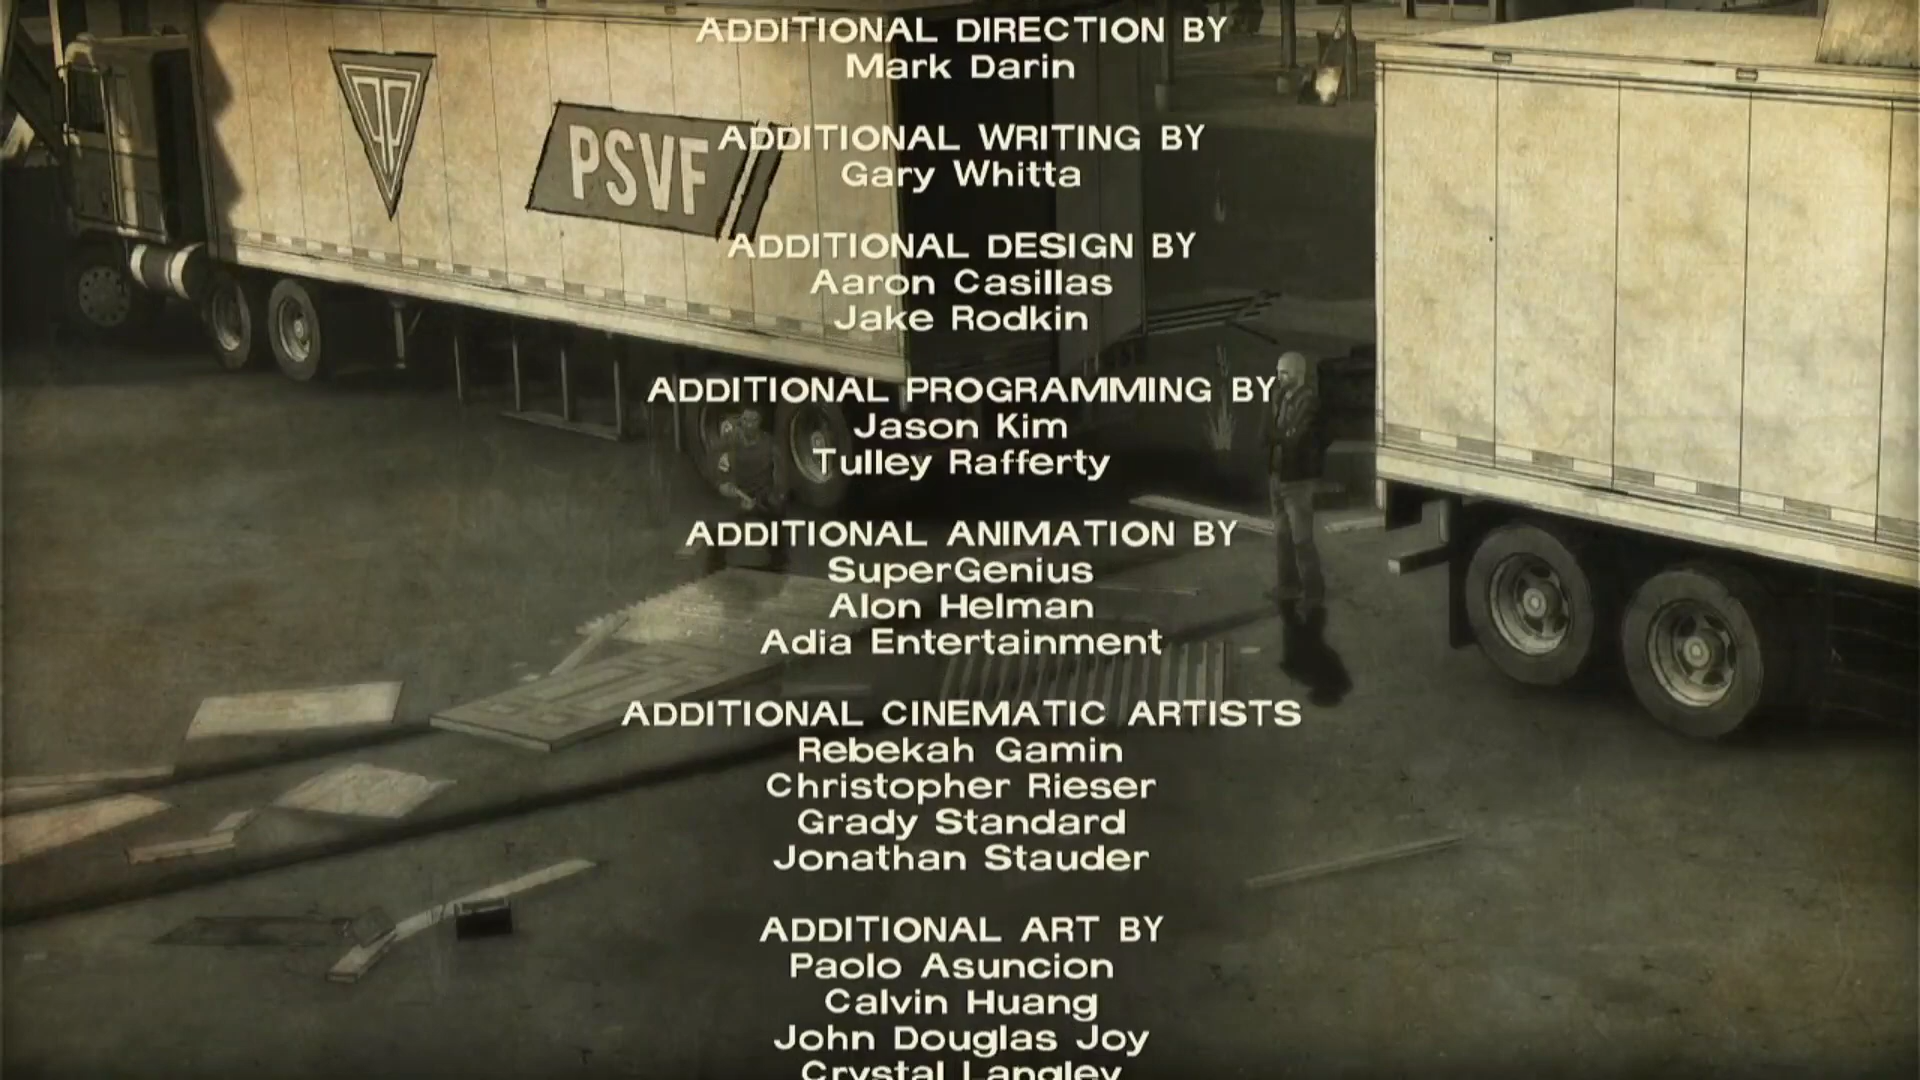 ADDITIONAL DIRECTION BY
Mark Darin
PSVF
ADDITIONAL WRITING BY
Gary Whitta
ADDITIONAL DESIGN BY
Aaron Casillas
Jake Rodkin
ADDITIONAL PROGRAMMING BY
Jason Kim
Tulley Rafferty
ADDITIONAL ANIMATION BY
SuperGenius
Alon Helman
Adia Entertainment
ADDITIONAL CINEMATIC ARTISTS
Rebekah Gamin
Christopher Rieser
Grady Standard
Jonathan Stauder
ADDITIONAL ART BY
Paolo Asuncion
Calvin Huang
John Douglas Joy
Crystal Langley